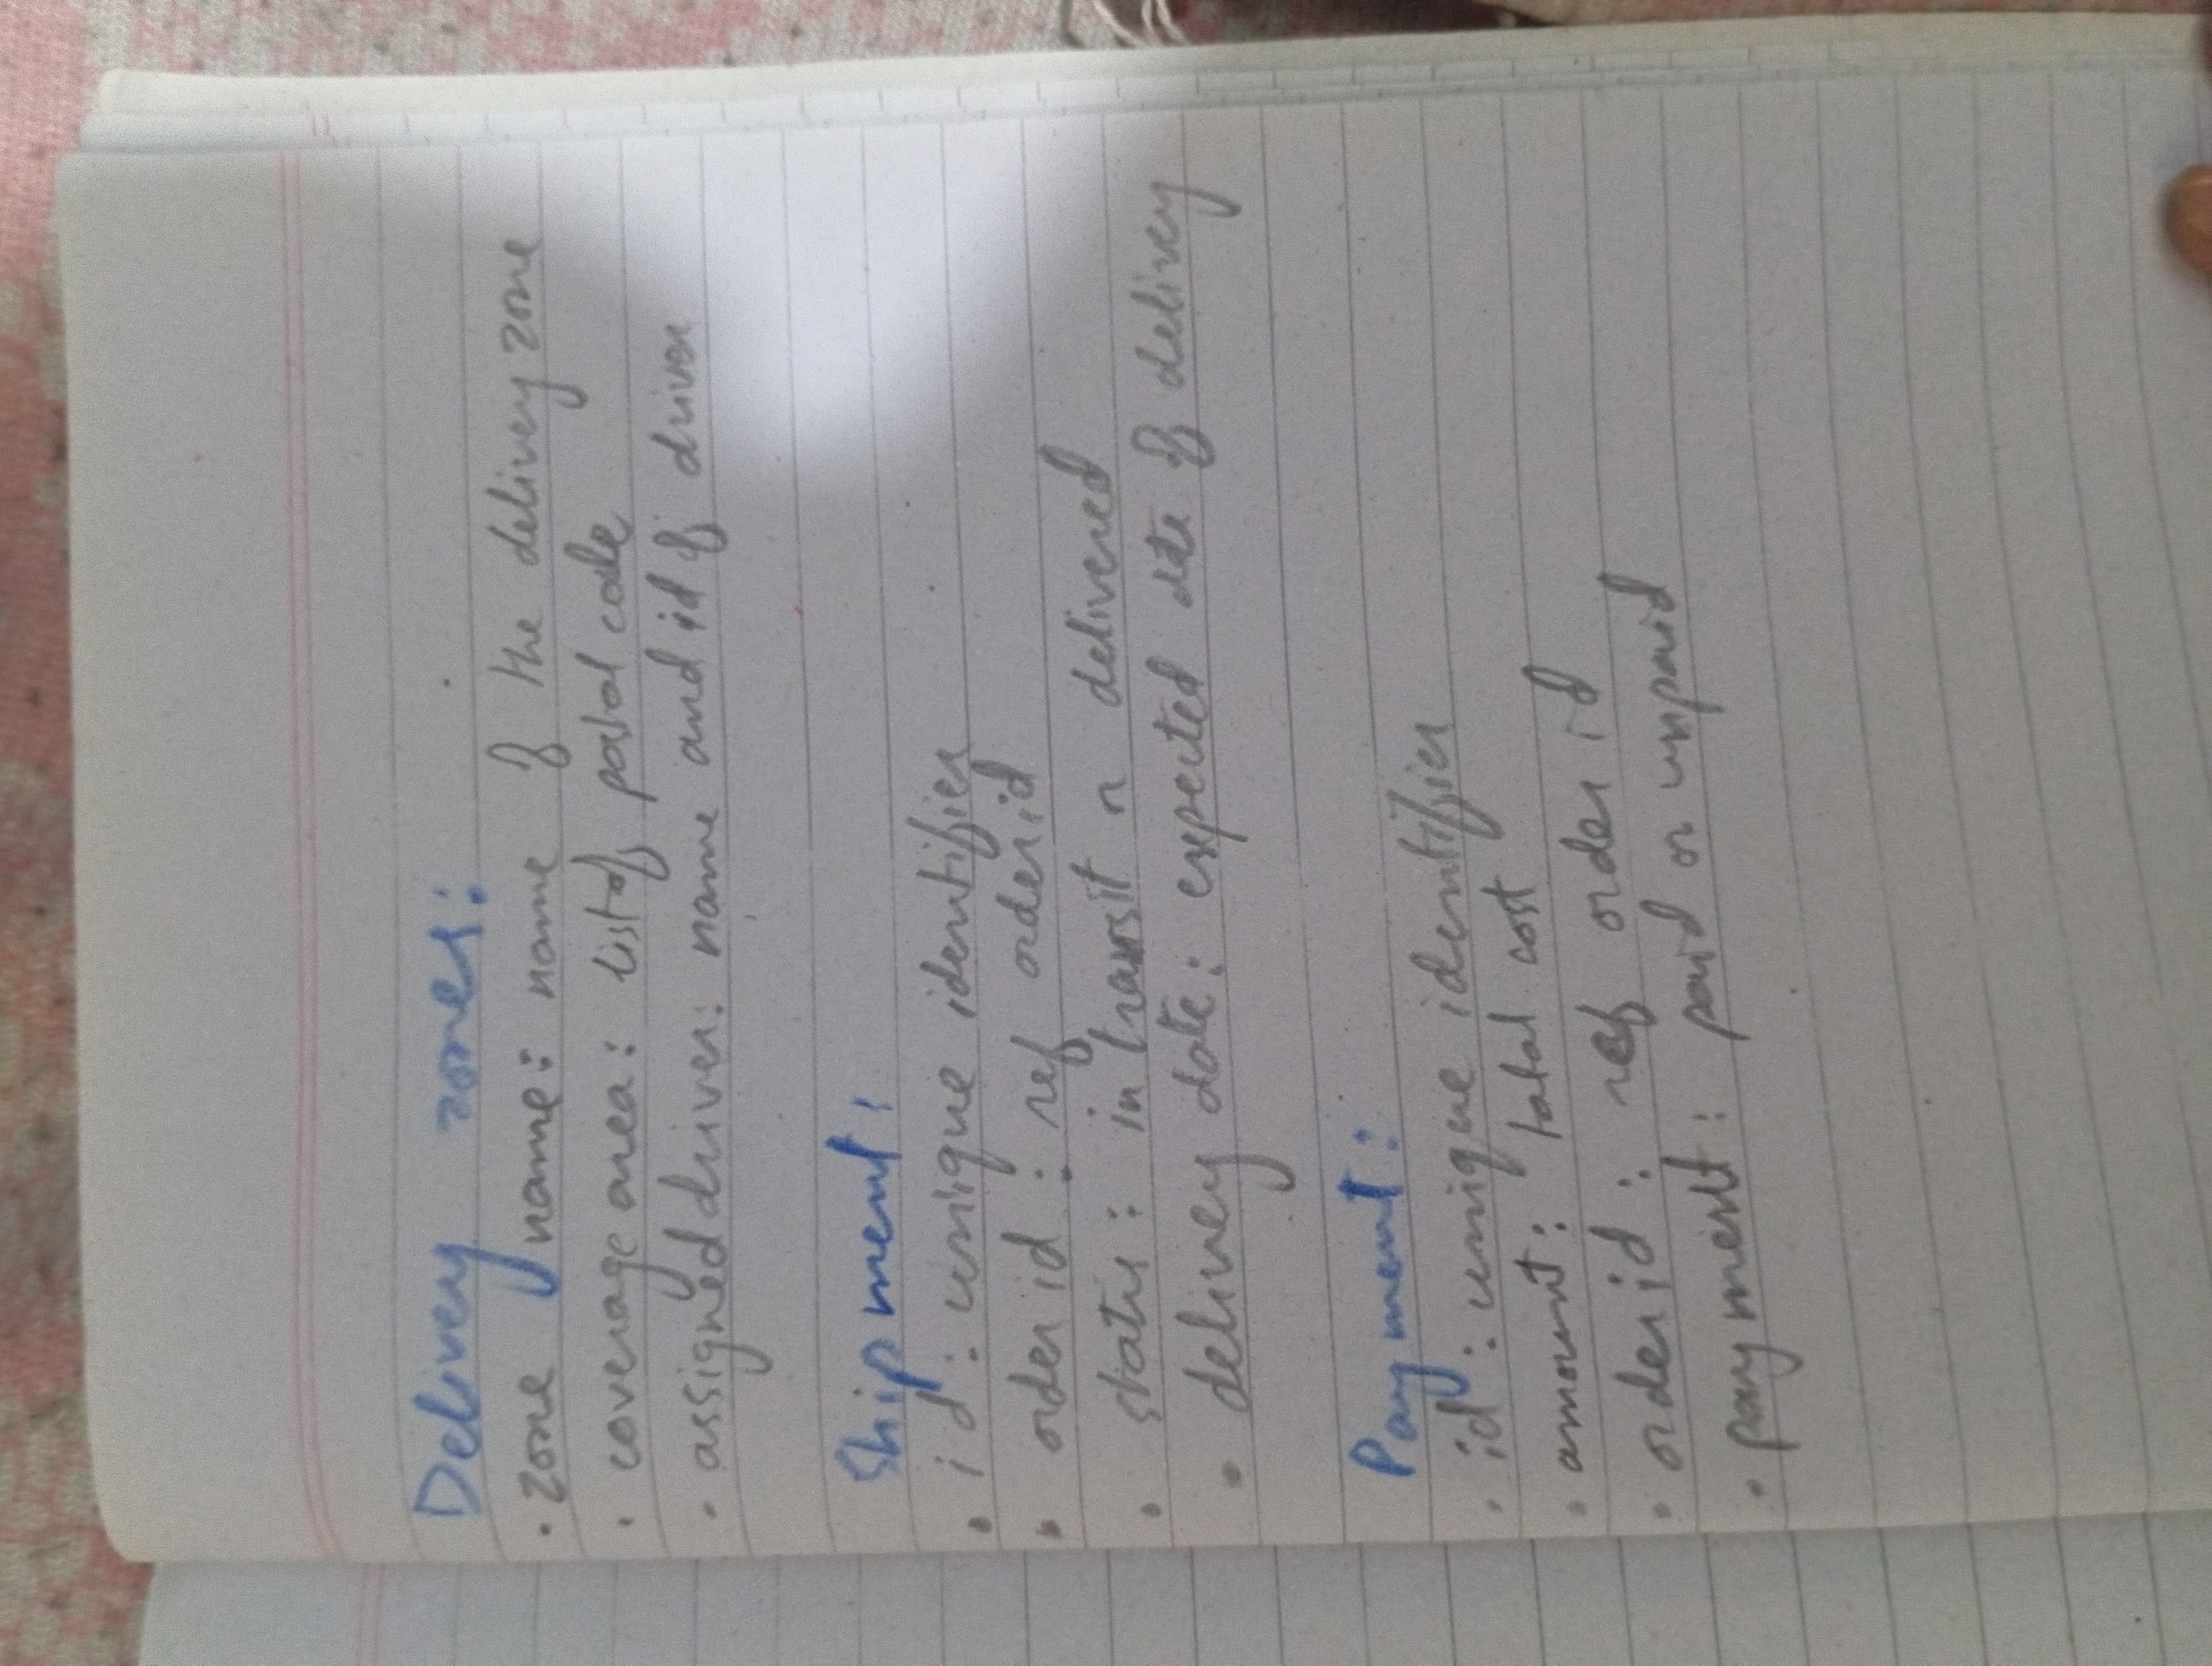 Delivery zones:
· zone name: name of the delivery zone
· coverage area: list of postal code
· assigned driver: name and id of driver
Shipment:
· id: unique identifier
· order id: ref order id
· status: in transit or delivered
· delivery date: expected date of delivery
Payment:
· id: unique identifier
· amount: total cost
· order id: ref order id
· payment: paid or unpaid